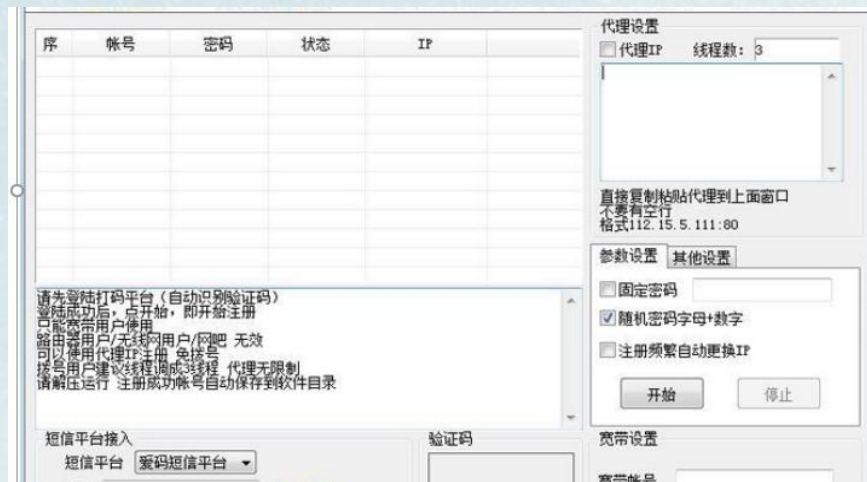 序 帐号 密码 状态 IP
代理设置
代理IP 线程数: 3
直接复制粘贴代理到上面窗口
不要有空行
格式112.15.5.111:80
参数设置 其他设置
固定密码
随机密码字母+数字
注册频繁自动更换IP
开始 停止
请先登陆打码平台(自动识别验证码)
登陆成功后，点开始，即开始注册
只能宽带用户使用
路由器用户/无线网用户/网吧 无效
可以使用代理IP注册 免拨号
拨号用户建议线程调成3线程 代理无限制
请解压运行 注册成功帐号自动保存到软件目录
短信平台接入
短信平台 爱码短信平台
验证码
宽带设置
宽带帐号